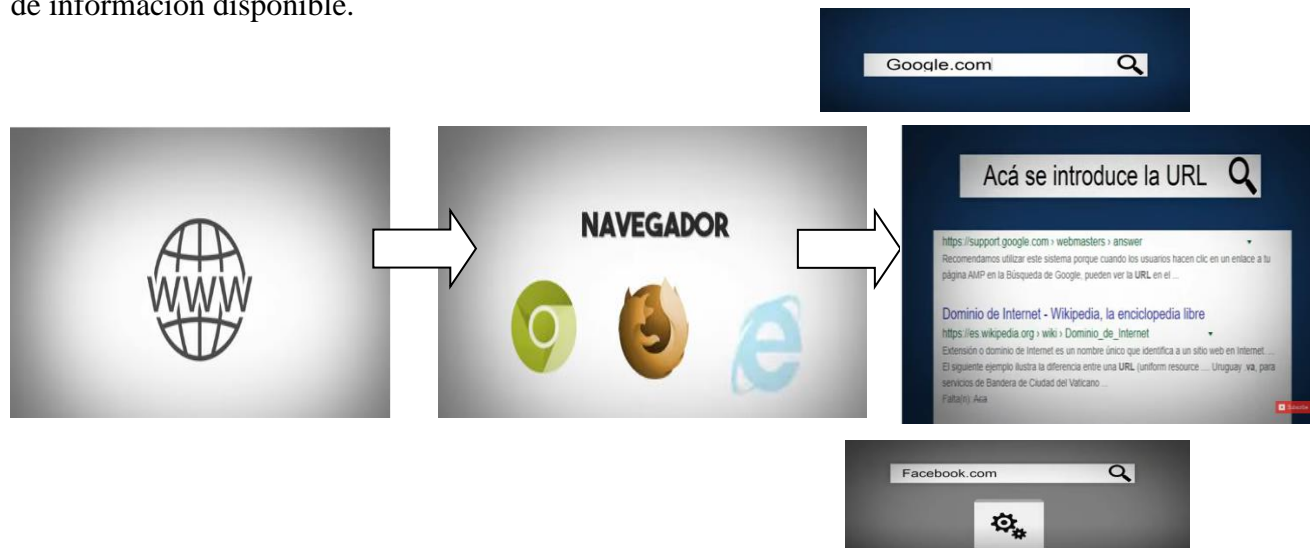 de información disponible.
Google.com
WWW
NAVEGADOR
Acá se introduce la URL
https://support.google.com › webmasters › answer
Recomendamos utilizar este sistema porque cuando los usuarios hacen clic en un enlace a tu
página AMP en la Búsqueda de Google, pueden ver la URL en el ...
Dominio de Internet - Wikipedia, la enciclopedia libre
https://es.wikipedia.org › wiki › Dominio_de_Internet
Extensión o dominio de Internet es un nombre único que identifica a un sitio web en Internet. ...
El siguiente ejemplo ilustra la diferencia entre una URL (uniform resource .... Uruguay .va, para
servicios de Bandera de Ciudad del Vaticano ...
Falta(n): Aca
Facebook.com